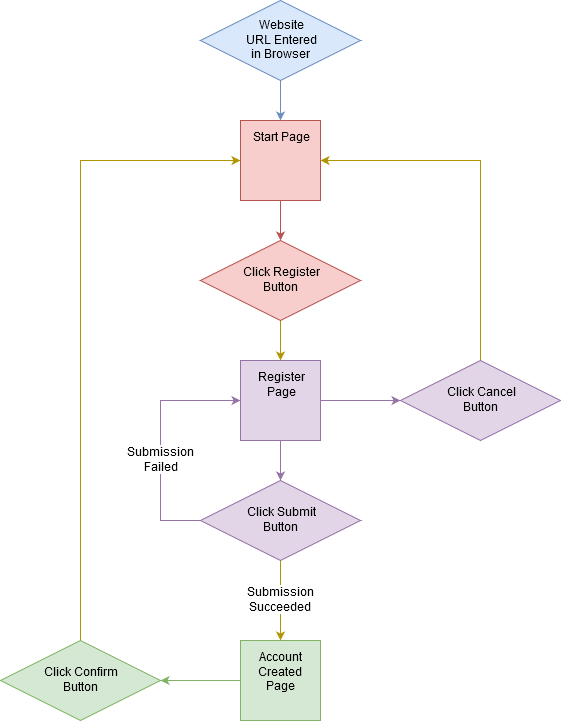 Website
URL Entered
in Browser
Start Page
Click Register
Button
Register
Page
Click Cancel
Button
Submission
Failed
Click Submit
Button
Submission
Succeeded
Account
Created
Page
Click Confirm
Button